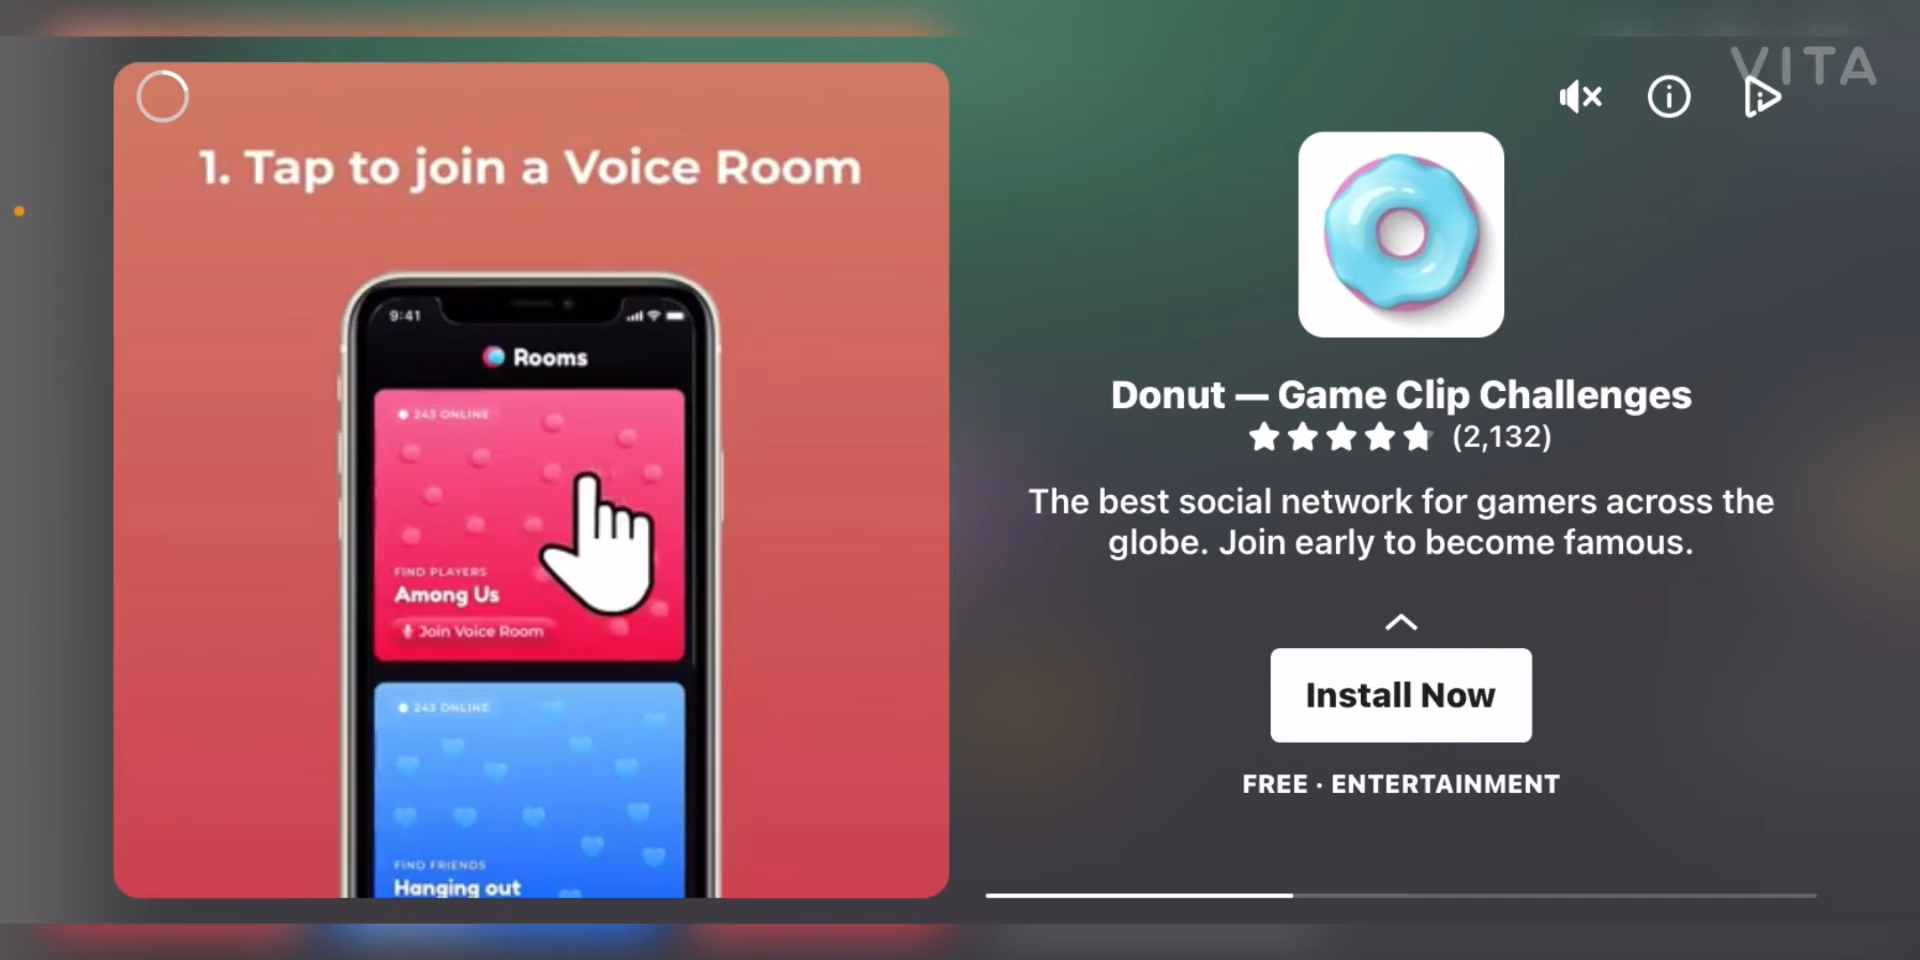 VITA
1. Tap to join a Voice Room
9:41
Rooms
243 ONLINE
FIND PLAYERS
Among Us
Join Voice Room
243 ONLINE
FIND FRIENDS
Hanging out
Donut — Game Clip Challenges
(2,132)
The best social network for gamers across the
globe. Join early to become famous.
Install Now
FREE · ENTERTAINMENT